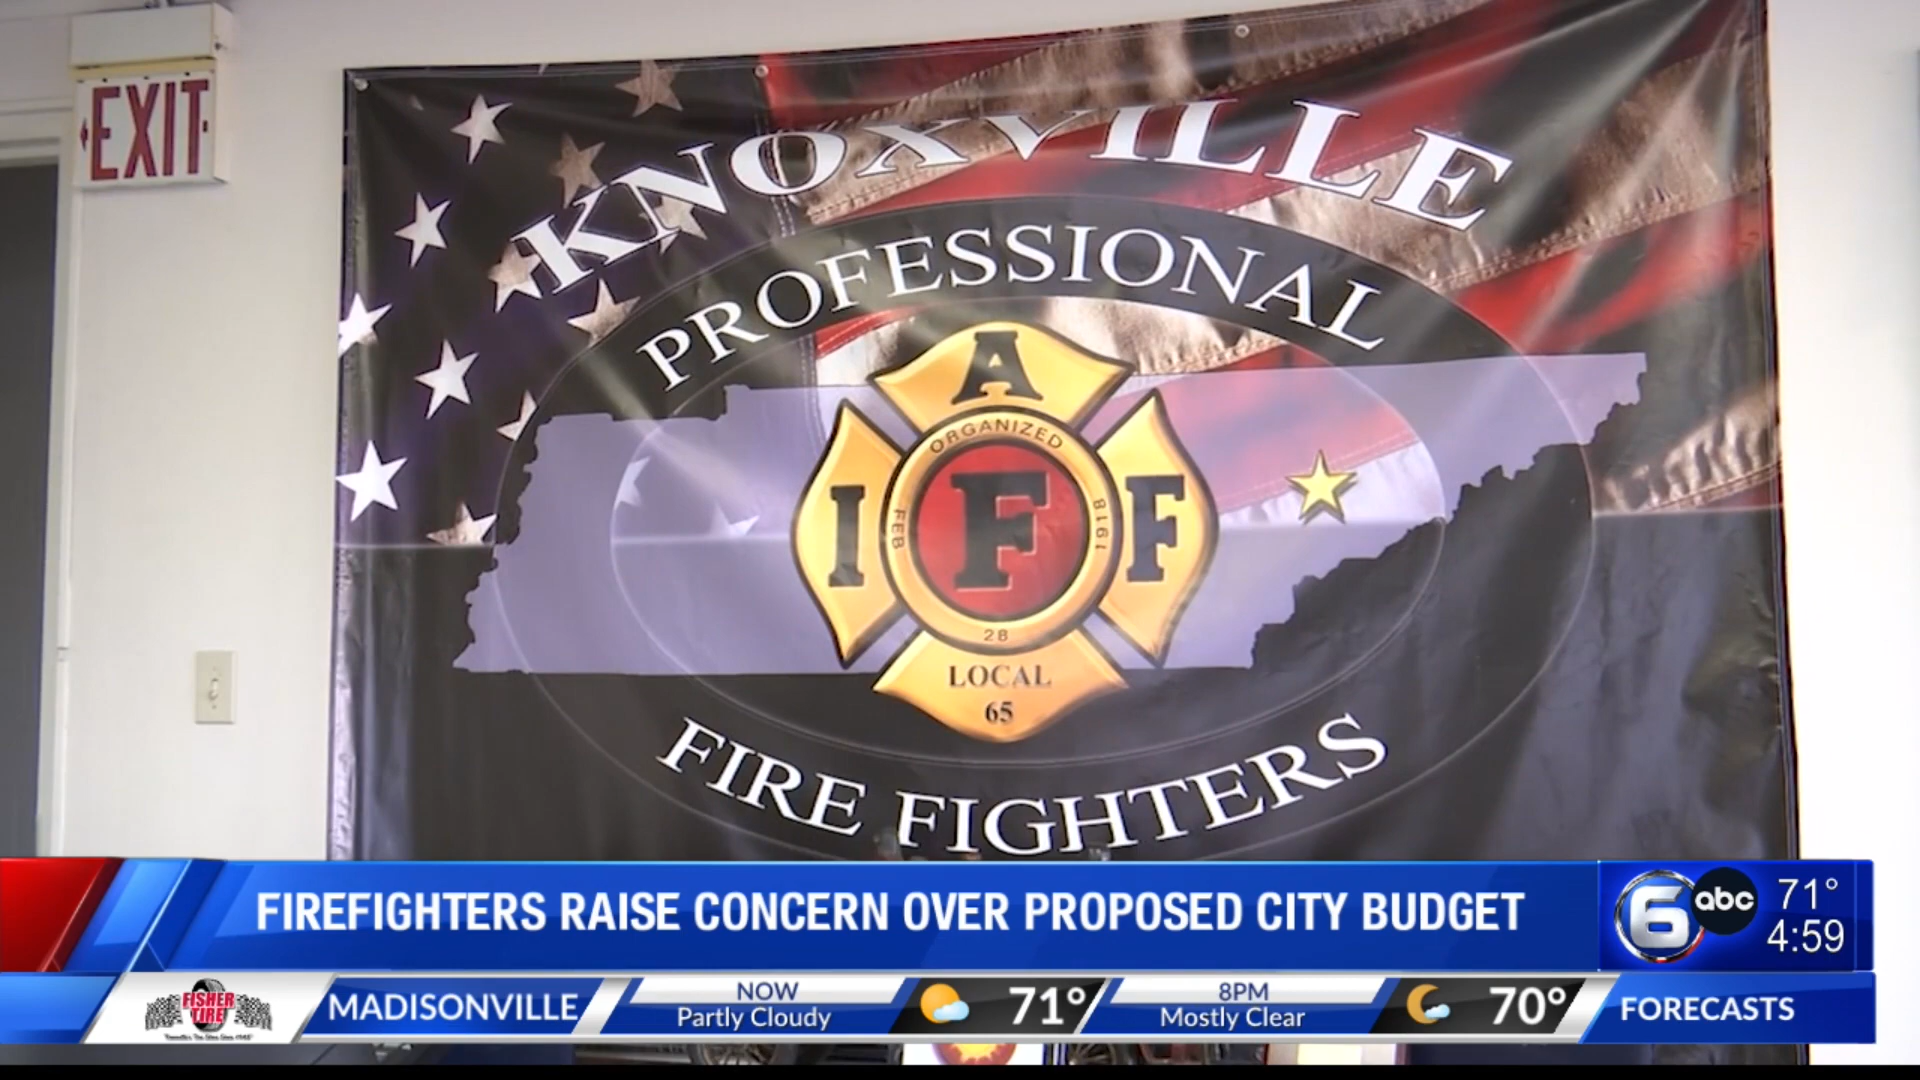 EXIT
KNOXVILLE
PROFESSIONAL
A
ORGANIZED
I F F
FEB
1918
28
LOCAL
65
FIRE FIGHTERS
FIREFIGHTERS RAISE CONCERN OVER PROPOSED CITY BUDGET
6 abc
71°
4:59
FISHER
TIRE
MADISONVILLE
NOW
Partly Cloudy
71°
8PM
Mostly Clear
70°
FORECASTS